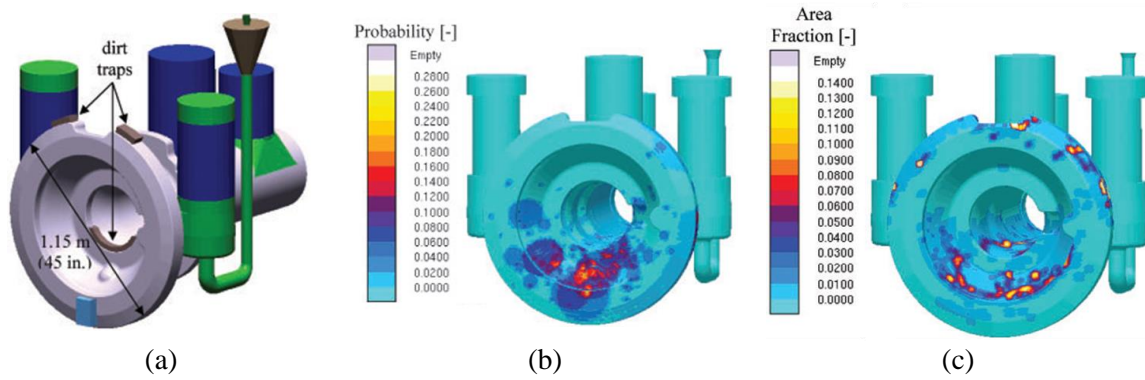 dirt
traps
1.15 m
(45 in.)
Probability [-]
Empty
0.2800
0.2600
0.2400
0.2200
0.2000
0.1800
0.1600
0.1400
0.1200
0.1000
0.0800
0.0600
0.0400
0.0200
0.0000
Area
Fraction [-]
Empty
0.1400
0.1300
0.1200
0.1100
0.1000
0.0900
0.0800
0.0700
0.0600
0.0500
0.0400
0.0300
0.0200
0.0100
0.0000
(a)
(b)
(c)